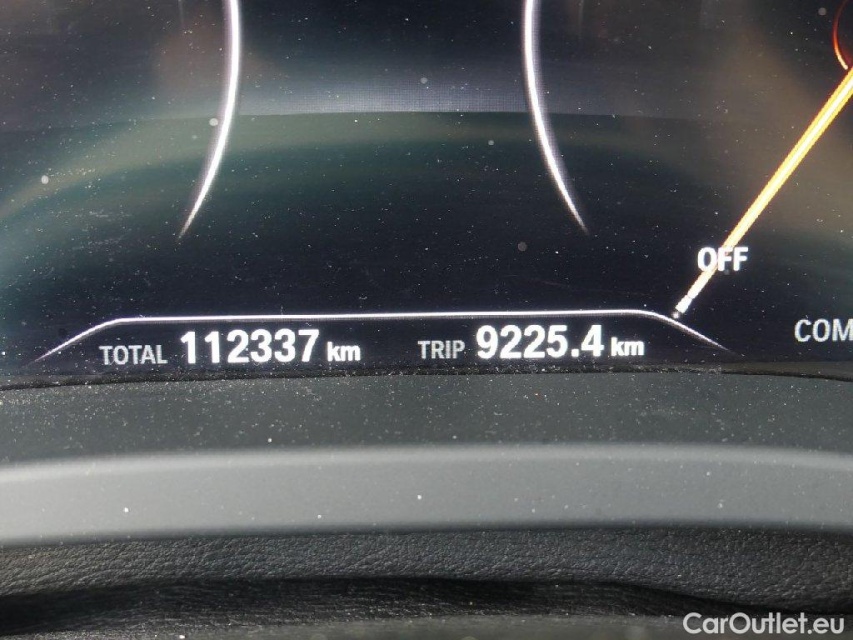 OFF
COM
TOTAL 112337 km TRIP 9225.4 km
CarOutlet.eu